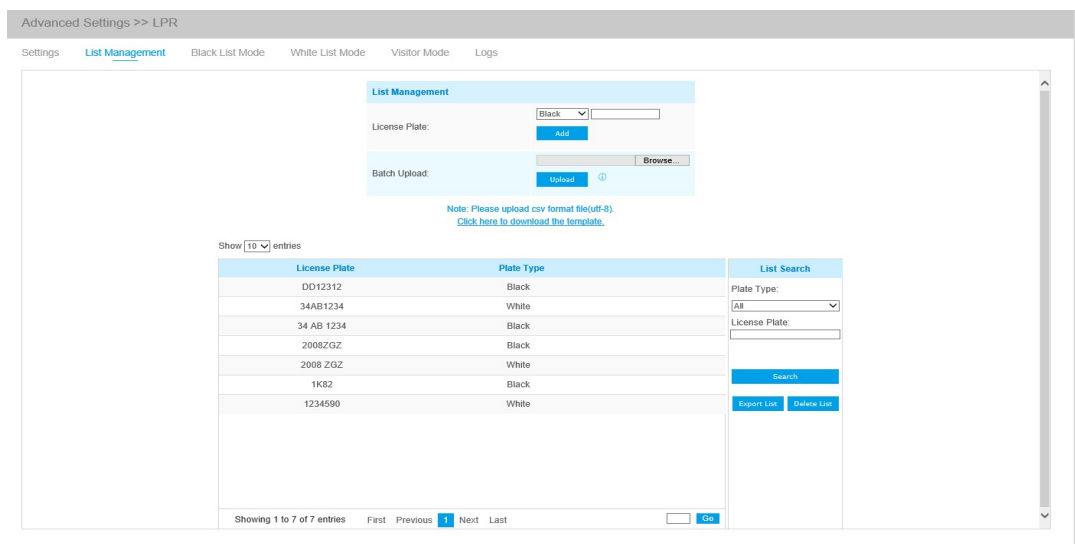 Advanced Settings >> LPR
Settings List Management Black List Mode White List Mode Visitor Mode Logs
List Management
License Plate: Black
Add
Batch Upload: Browse...
Upload
Note: Please upload csv format file(utf-8).
Click here to download the template.
Show 10 entries
License Plate Plate Type
DD12312 Black
34AB1234 White
34 AB 1234 Black
2008ZGZ Black
2008 ZGZ White
1K82 Black
1234590 White
Showing 1 to 7 of 7 entries First Previous 1 Next Last Go
List Search
Plate Type:
All
License Plate:
Search
Export List Delete List